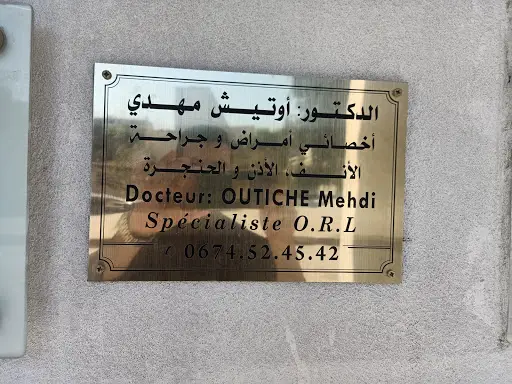 الدكتور: أوتيش مهدي
أخصائي أمراض و جراحة
الأنف، الأذن و الحنجرة
Docteur: OUTICHE Mehdi
Spécialiste O.R.L
0674.52.45.42